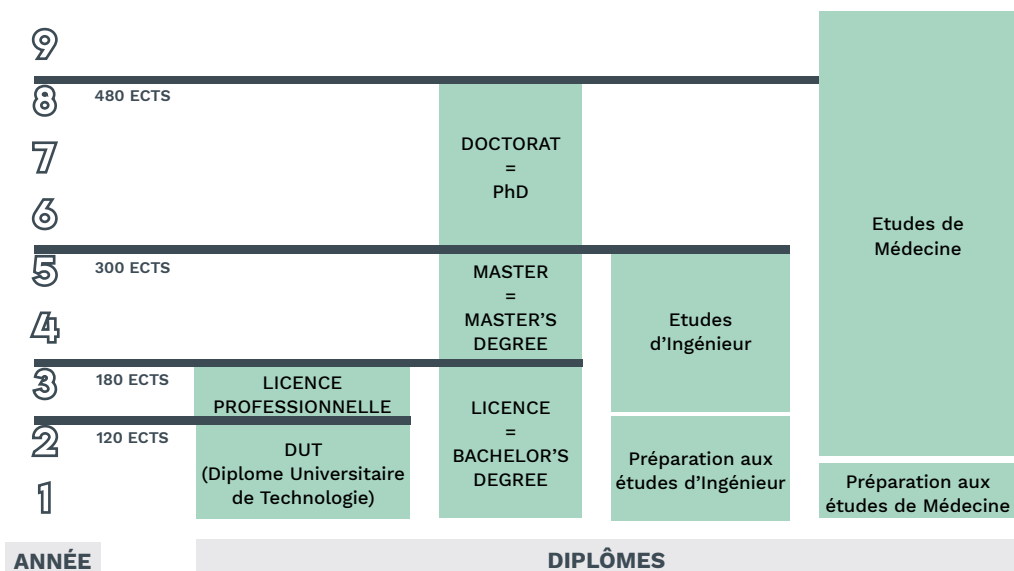 9
8
480 ECTS
7
6
DOCTORAT
=
PhD
Etudes de
Médecine
5
300 ECTS
4
MASTER
=
MASTER'S
DEGREE
Etudes
d'Ingénieur
3
180 ECTS
LICENCE
PROFESSIONNELLE
2
120 ECTS
1
DUT
(Diplome Universitaire
de Technologie)
LICENCE
=
BACHELOR'S
DEGREE
Préparation aux
études d'Ingénieur
Préparation aux
études de Médecine
ANNÉE
DIPLÔMES